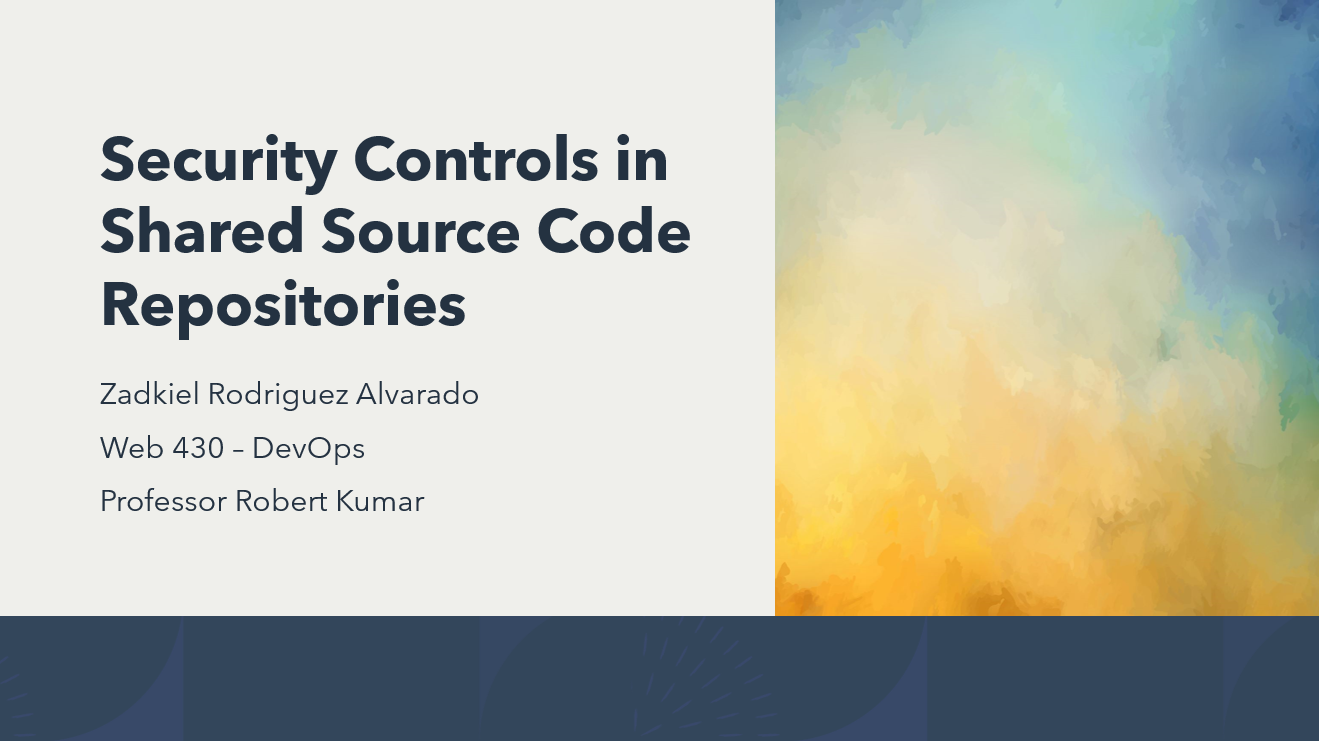 Security Controls in
Shared Source Code
Repositories
Zadkiel Rodriguez Alvarado
Web 430 – DevOps
Professor Robert Kumar